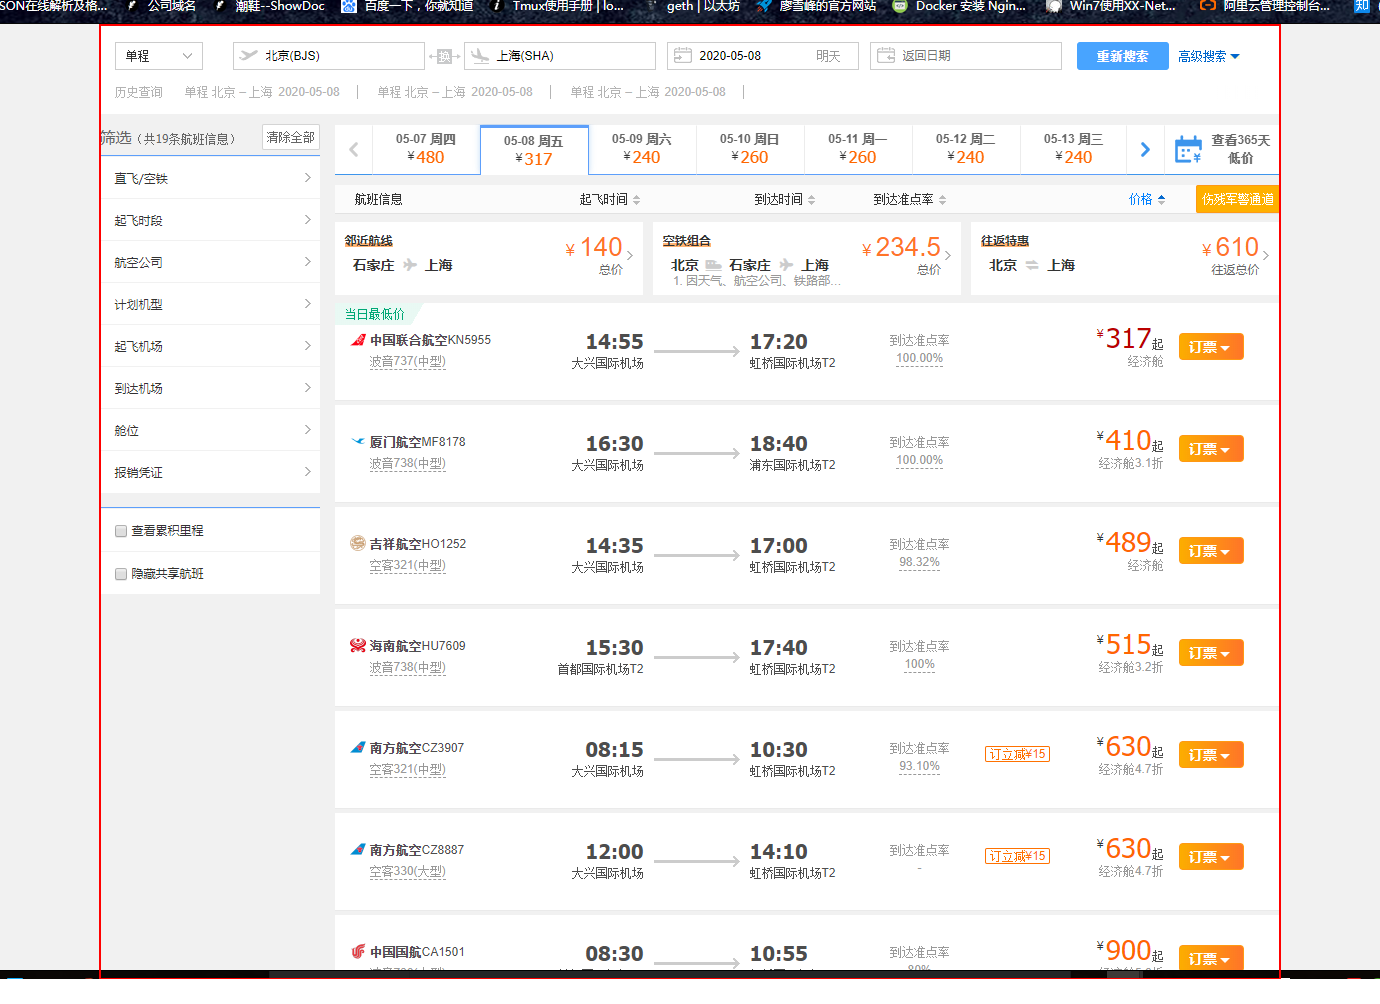 SON在线解析及格... 公司域名 潮鞋--ShowDoc 百度一下，你就知道 Tmux使用手册 | lo... geth | 以太坊 廖雪峰的官方网站 Docker 安装 Ngin... Win7使用XX-Net... 阿里云管理控制台... 知
单程 北京(BJS) 换 上海(SHA) 2020-05-08 明天 返回日期 重新搜索 高级搜索
历史查询 单程 北京 – 上海 2020-05-08 | 单程 北京 – 上海 2020-05-08 | 单程 北京 – 上海 2020-05-08 |
筛选（共19条航班信息） 清除全部
直飞/空铁
起飞时段
航空公司
计划机型
起飞机场
到达机场
舱位
报销凭证
查看累积里程
隐藏共享航班
05-07 周四 05-08 周五 05-09 周六 05-10 周日 05-11 周一 05-12 周二 05-13 周三 查看365天
¥480 ¥317 ¥240 ¥260 ¥260 ¥240 ¥240 低价
航班信息 起飞时间 到达时间 到达准点率 价格 伤残军警通道
邻近航线 ¥140 空铁组合 ¥234.5 往返特惠 ¥610
石家庄 上海 总价 北京 石家庄 上海 总价 北京 上海 往返总价
1. 因天气、航空公司、铁路部...
当日最低价
中国联合航空KN5955 14:55 17:20 到达准点率 ¥317起 订票
波音737(中型) 大兴国际机场 虹桥国际机场T2 100.00% 经济舱
厦门航空MF8178 16:30 18:40 到达准点率 ¥410起 订票
波音738(中型) 大兴国际机场 浦东国际机场T2 100.00% 经济舱3.1折
吉祥航空HO1252 14:35 17:00 到达准点率 ¥489起 订票
空客321(中型) 大兴国际机场 虹桥国际机场T2 98.32% 经济舱
海南航空HU7609 15:30 17:40 到达准点率 ¥515起 订票
波音738(中型) 首都国际机场T2 虹桥国际机场T2 100% 经济舱3.2折
南方航空CZ3907 08:15 10:30 到达准点率 订立减¥15 ¥630起 订票
空客321(中型) 大兴国际机场 虹桥国际机场T2 93.10% 经济舱4.7折
南方航空CZ8887 12:00 14:10 到达准点率 订立减¥15 ¥630起 订票
空客330(大型) 大兴国际机场 虹桥国际机场T2 - 经济舱4.7折
中国国航CA1501 08:30 10:55 到达准点率 ¥900起 订票